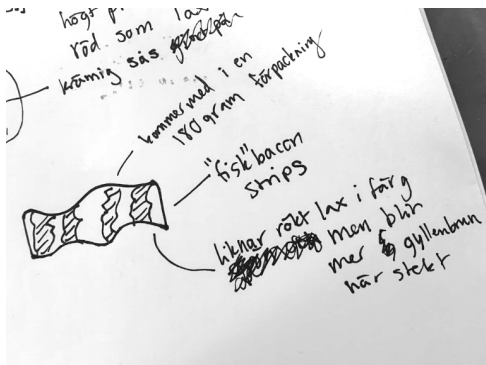 högt
röd som lax
krämig sås
kommer med i en
180 gram förpackning
"fisk"bacon
strips
liknar rökt lax i färg
men blir
mer gyllenbrun
när stekt